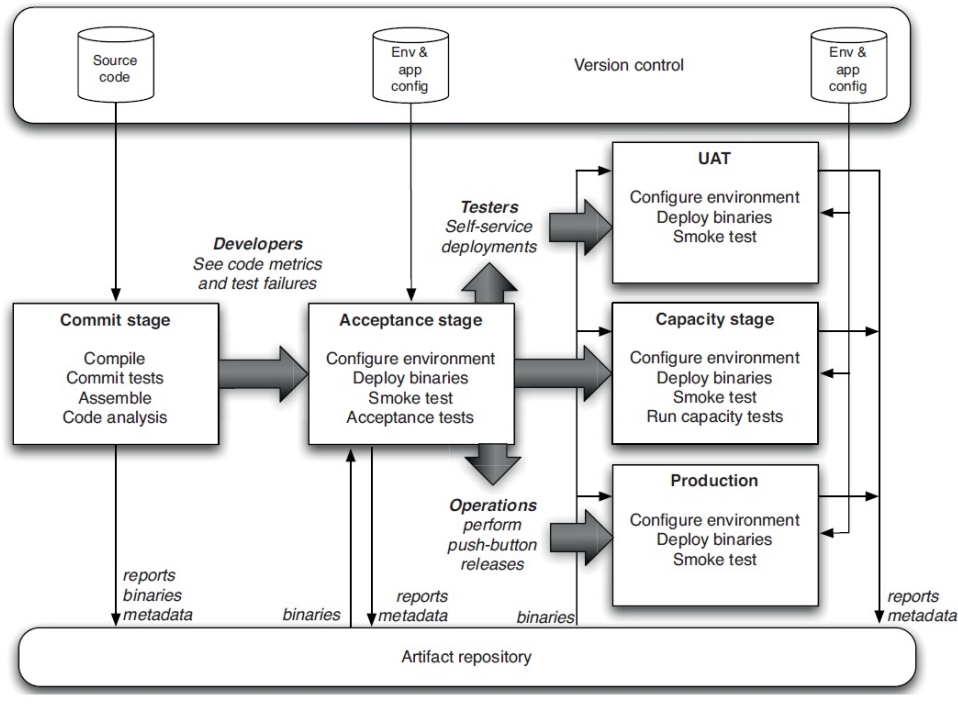 Source
code
Env &
app
config
Version control
Env &
app
config
Developers
See code metrics
and test failures
Testers
Self-service
deployments
UAT
Configure environment
Deploy binaries
Smoke test
Commit stage
Compile
Commit tests
Assemble
Code analysis
Acceptance stage
Configure environment
Deploy binaries
Smoke test
Acceptance tests
Capacity stage
Configure environment
Deploy binaries
Smoke test
Run capacity tests
Operations
perform
push-button
releases
Production
Configure environment
Deploy binaries
Smoke test
reports
binaries
metadata
binaries
reports
metadata
binaries
reports
metadata
Artifact repository